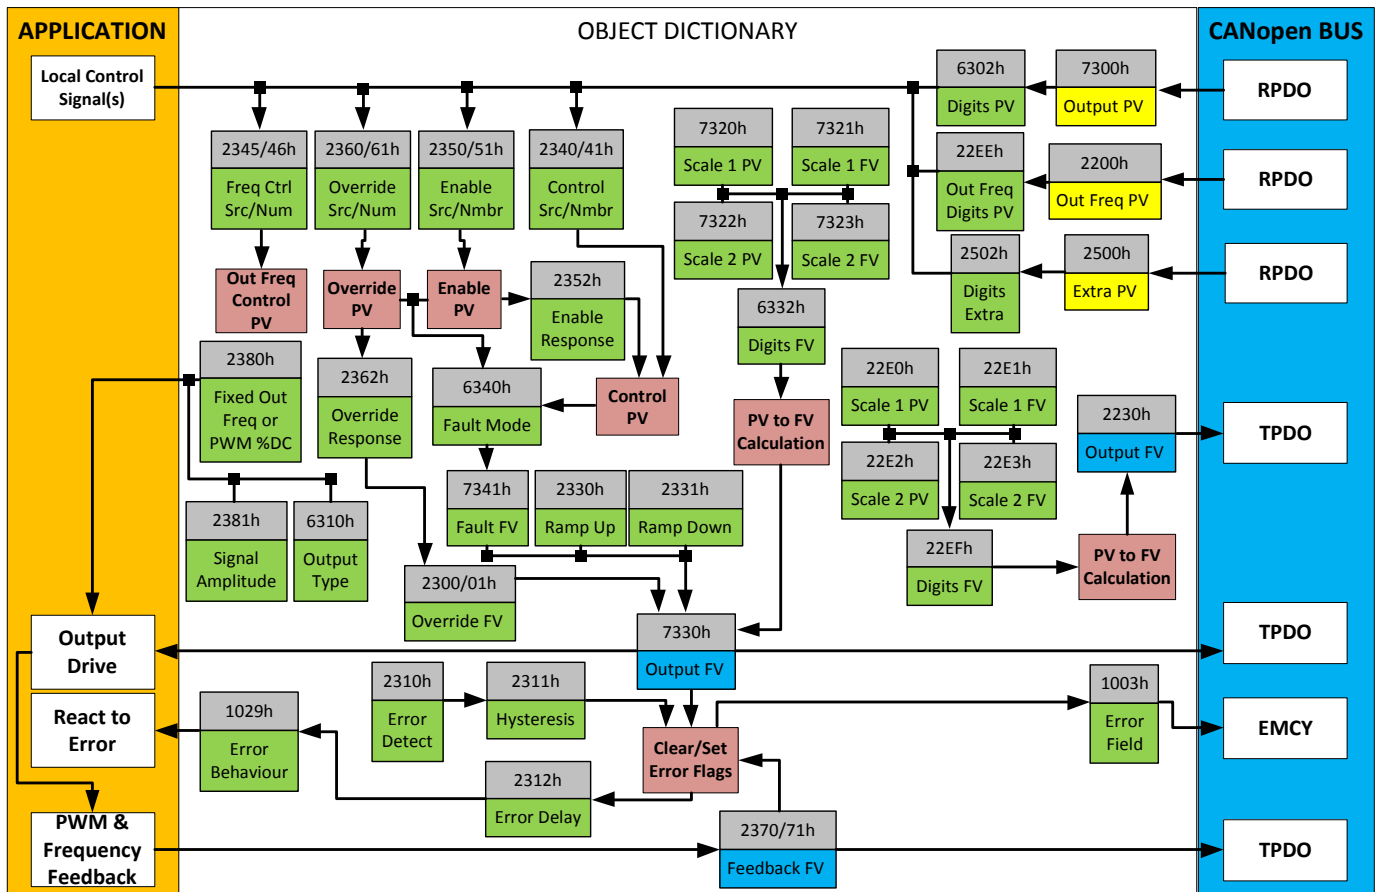 APPLICATION
OBJECT DICTIONARY
CANopen BUS
Local Control
Signal(s)
6302h
Digits PV
7300h
Output PV
RPDO
2345/46h
Freq Ctrl
Src/Num
2360/61h
Override
Src/Num
2350/51h
Enable
Src/Nmbr
2340/41h
Control
Src/Nmbr
7320h
Scale 1 PV
7321h
Scale 1 FV
7322h
Scale 2 PV
7323h
Scale 2 FV
22EEh
Out Freq
Digits PV
2200h
Out Freq PV
RPDO
2502h
Digits
Extra
2500h
Extra PV
RPDO
Out Freq
Control
PV
Override
PV
Enable
PV
2352h
Enable
Response
6332h
Digits FV
2380h
Fixed Out
Freq or
PWM %DC
2362h
Override
Response
6340h
Fault Mode
Control
PV
PV to FV
Calculation
22E0h
Scale 1 PV
22E1h
Scale 1 FV
22E2h
Scale 2 PV
22E3h
Scale 2 FV
2230h
Output FV
TPDO
2381h
Signal
Amplitude
6310h
Output
Type
7341h
Fault FV
2330h
Ramp Up
2331h
Ramp Down
22EFh
Digits FV
PV to FV
Calculation
2300/01h
Override FV
Output
Drive
7330h
Output FV
TPDO
React to
Error
1029h
Error
Behaviour
2310h
Error
Detect
2311h
Hysteresis
Clear/Set
Error Flags
1003h
Error
Field
EMCY
2312h
Error Delay
PWM &
Frequency
Feedback
2370/71h
Feedback FV
TPDO